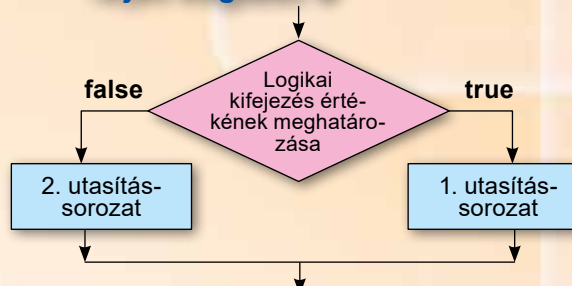 Logikai
kifejezés érté-
kének meghatáro-
zása
false
true
2. utasítás-
sorozat
1. utasítás-
sorozat